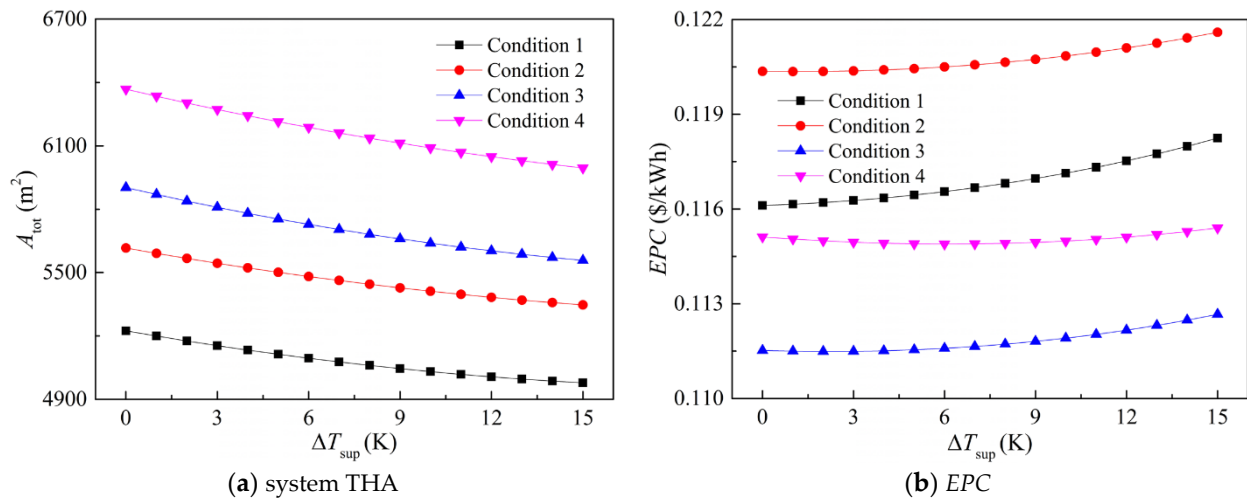 6700
6100
5500
4900
A_tot (m²)
Condition 1
Condition 2
Condition 3
Condition 4
0 3 6 9 12 15
ΔT_sup (K)
(a) system THA
0.122
0.119
0.116
0.113
0.110
EPC ($/kWh)
Condition 1
Condition 2
Condition 3
Condition 4
0 3 6 9 12 15
ΔT_sup (K)
(b) EPC